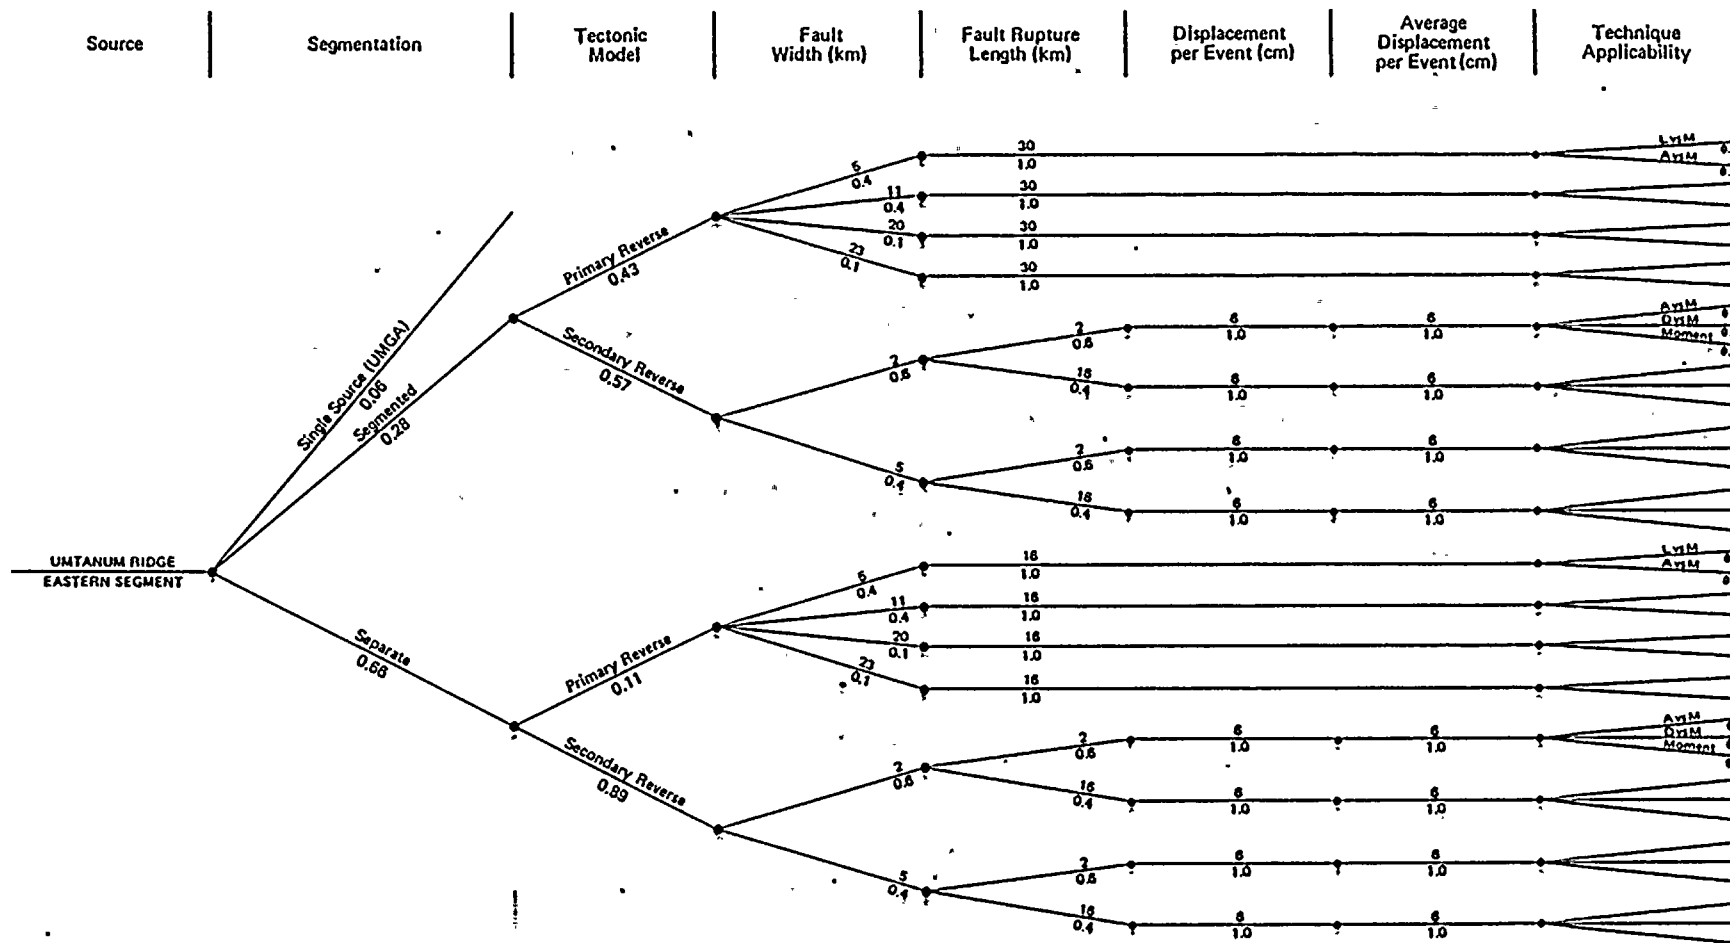 Source
Segmentation
Tectonic
Model
Fault
Width (km)
Fault Rupture
Length (km)
Displacement
per Event (cm)
Average
Displacement
per Event (cm)
Technique
Applicability
UMTANUM RIDGE
EASTERN SEGMENT
Single Source (UMGA)
0.06
Segmented
0.28
Separate
0.66
Primary Reverse
0.43
Secondary Reverse
0.57
Primary Reverse
0.11
Secondary Reverse
0.89
5
0.4
30
1.0
LvsM
AvsM
11
0.4
30
1.0
20
0.1
30
1.0
23
0.1
30
1.0
2
0.6
2
0.6
6
1.0
6
1.0
AvsM
DvsM
Moment
16
0.4
6
1.0
6
1.0
5
0.4
2
0.6
6
1.0
6
1.0
16
0.4
6
1.0
6
1.0
5
0.4
16
1.0
LvsM
AvsM
11
0.4
16
1.0
20
0.1
16
1.0
23
0.1
16
1.0
2
0.6
2
0.6
6
1.0
6
1.0
AvsM
DvsM
Moment
16
0.4
6
1.0
6
1.0
5
0.4
2
0.6
6
1.0
6
1.0
16
0.4
6
1.0
6
1.0